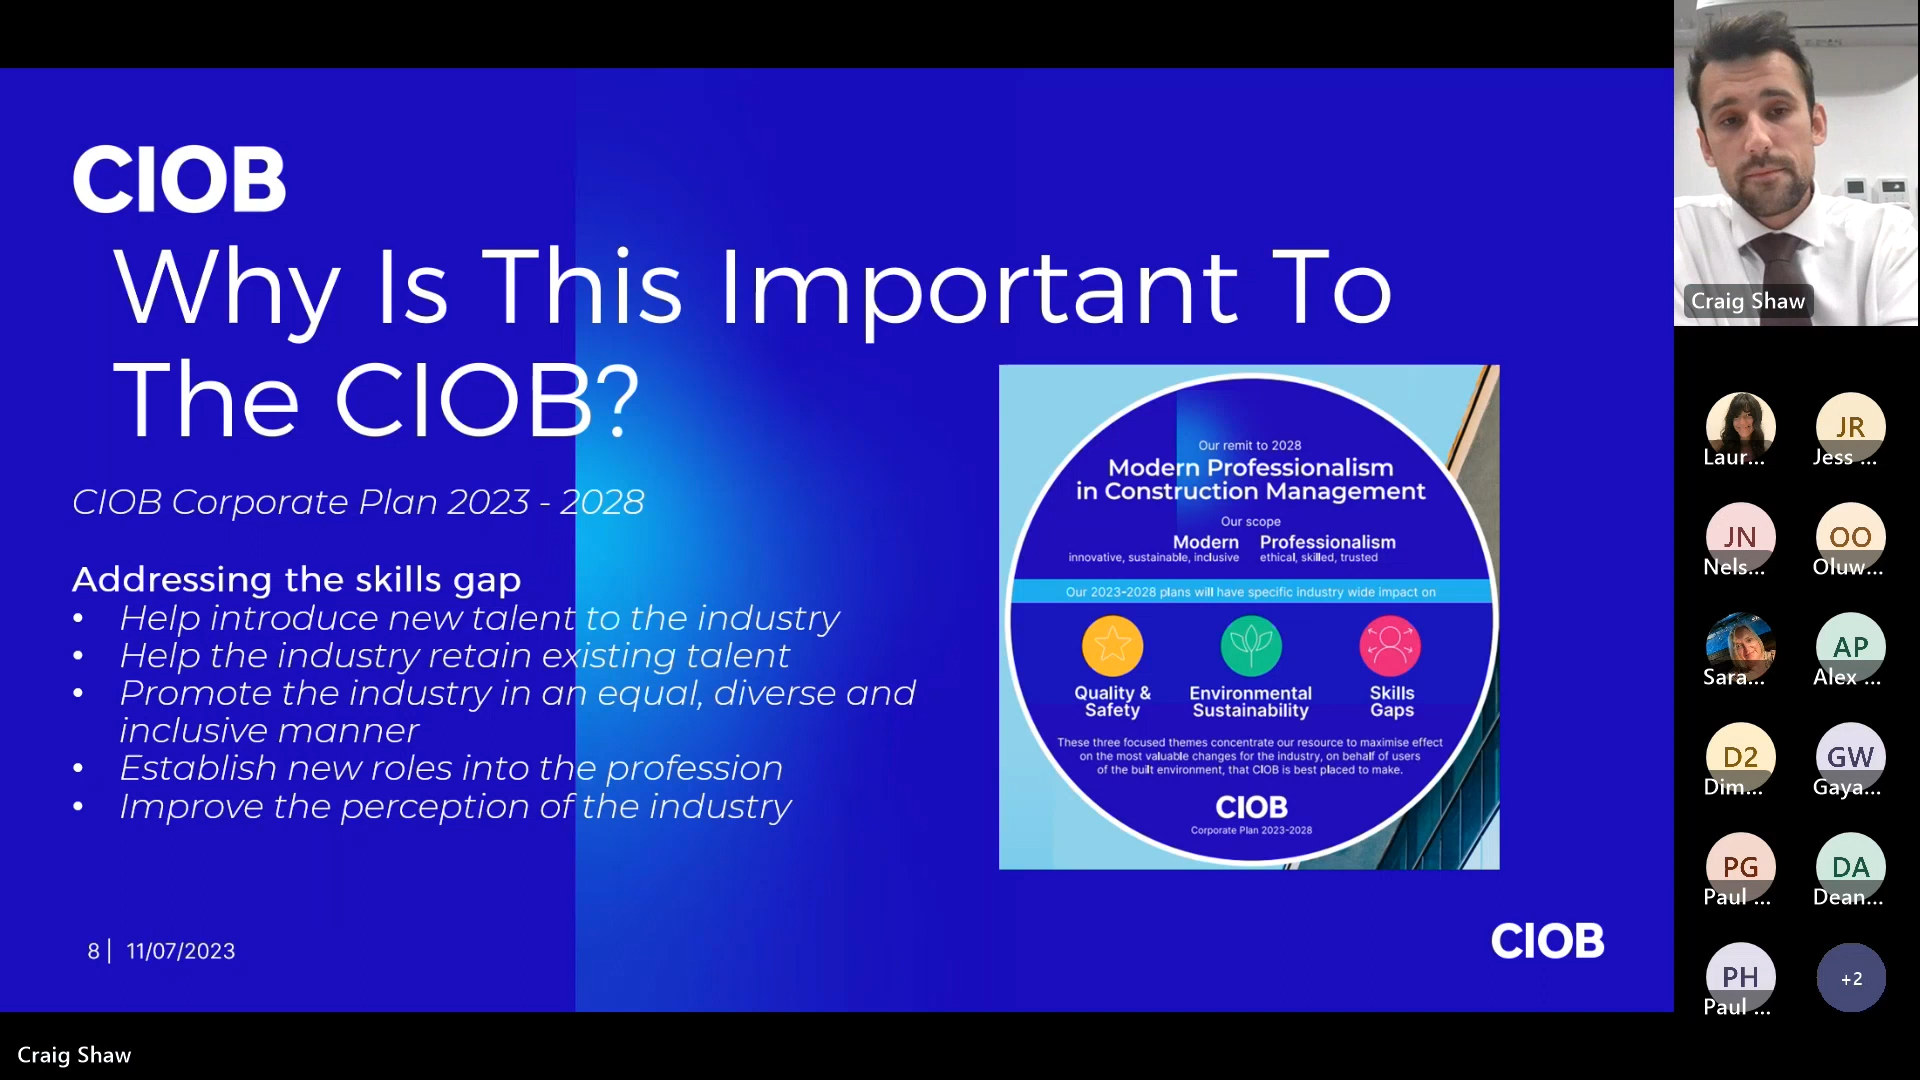 CIOB
Why Is This Important To
The CIOB?
CIOB Corporate Plan 2023 - 2028
Addressing the skills gap
• Help introduce new talent to the industry
• Help the industry retain existing talent
• Promote the industry in an equal, diverse and
inclusive manner
• Establish new roles into the profession
• Improve the perception of the industry
8 | 11/07/2023
Our remit to 2028
Modern Professionalism
in Construction Management
Our scope
Modern Professionalism
innovative, sustainable, inclusive ethical, skilled, trusted
Our 2023-2028 plans will have specific industry wide impact on
Quality &
Safety
Environmental
Sustainability
Skills
Gaps
These three focused themes concentrate our resource to maximise effect
on the most valuable changes for the industry, on behalf of users
of the built environment, that CIOB is best placed to make.
CIOB
Corporate Plan 2023-2028
CIOB
Craig Shaw
Laur...
JR
Jess ...
JN
Nels...
OO
Oluw...
Sara...
AP
Alex ...
D2
Dim...
GW
Gaya...
PG
Paul ...
DA
Dean...
PH
Paul ...
+2
Craig Shaw